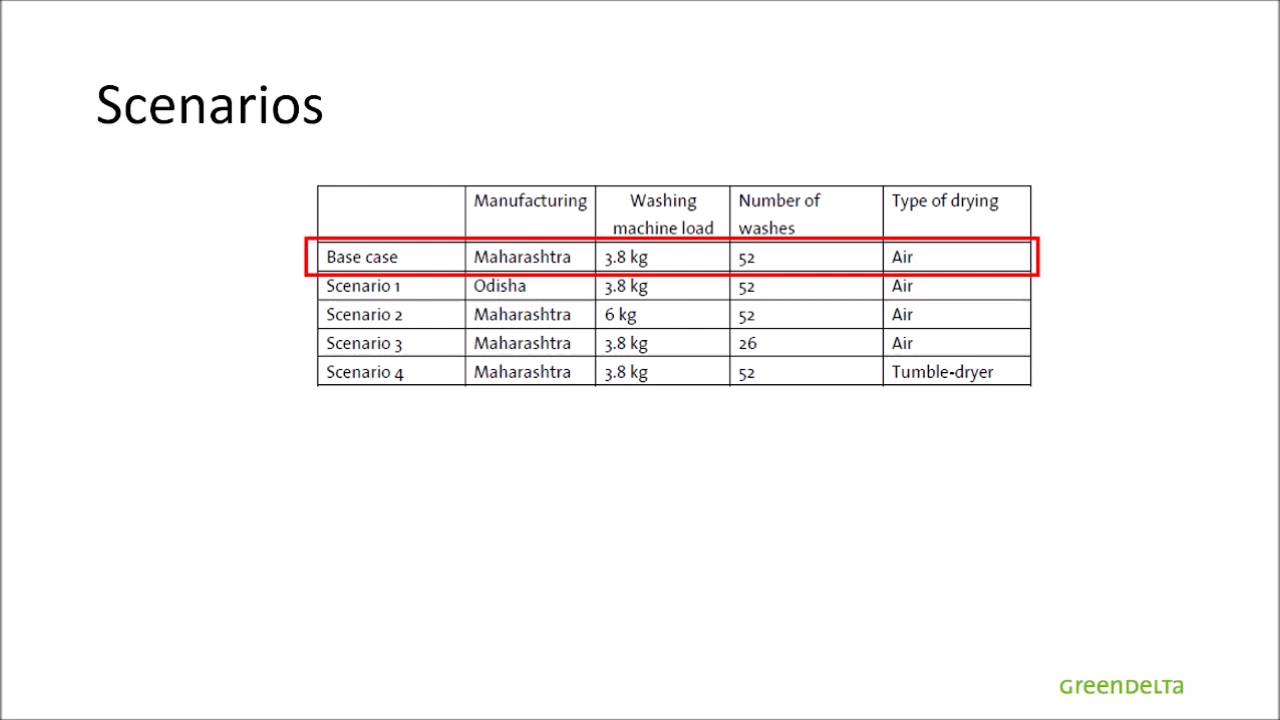 Scenarios
Manufacturing Washing Number of Type of drying
machine load washes
Base case Maharashtra 3.8 kg 52 Air
Scenario 1 Odisha 3.8 kg 52 Air
Scenario 2 Maharashtra 6 kg 52 Air
Scenario 3 Maharashtra 3.8 kg 26 Air
Scenario 4 Maharashtra 3.8 kg 52 Tumble-dryer
GreenDelta